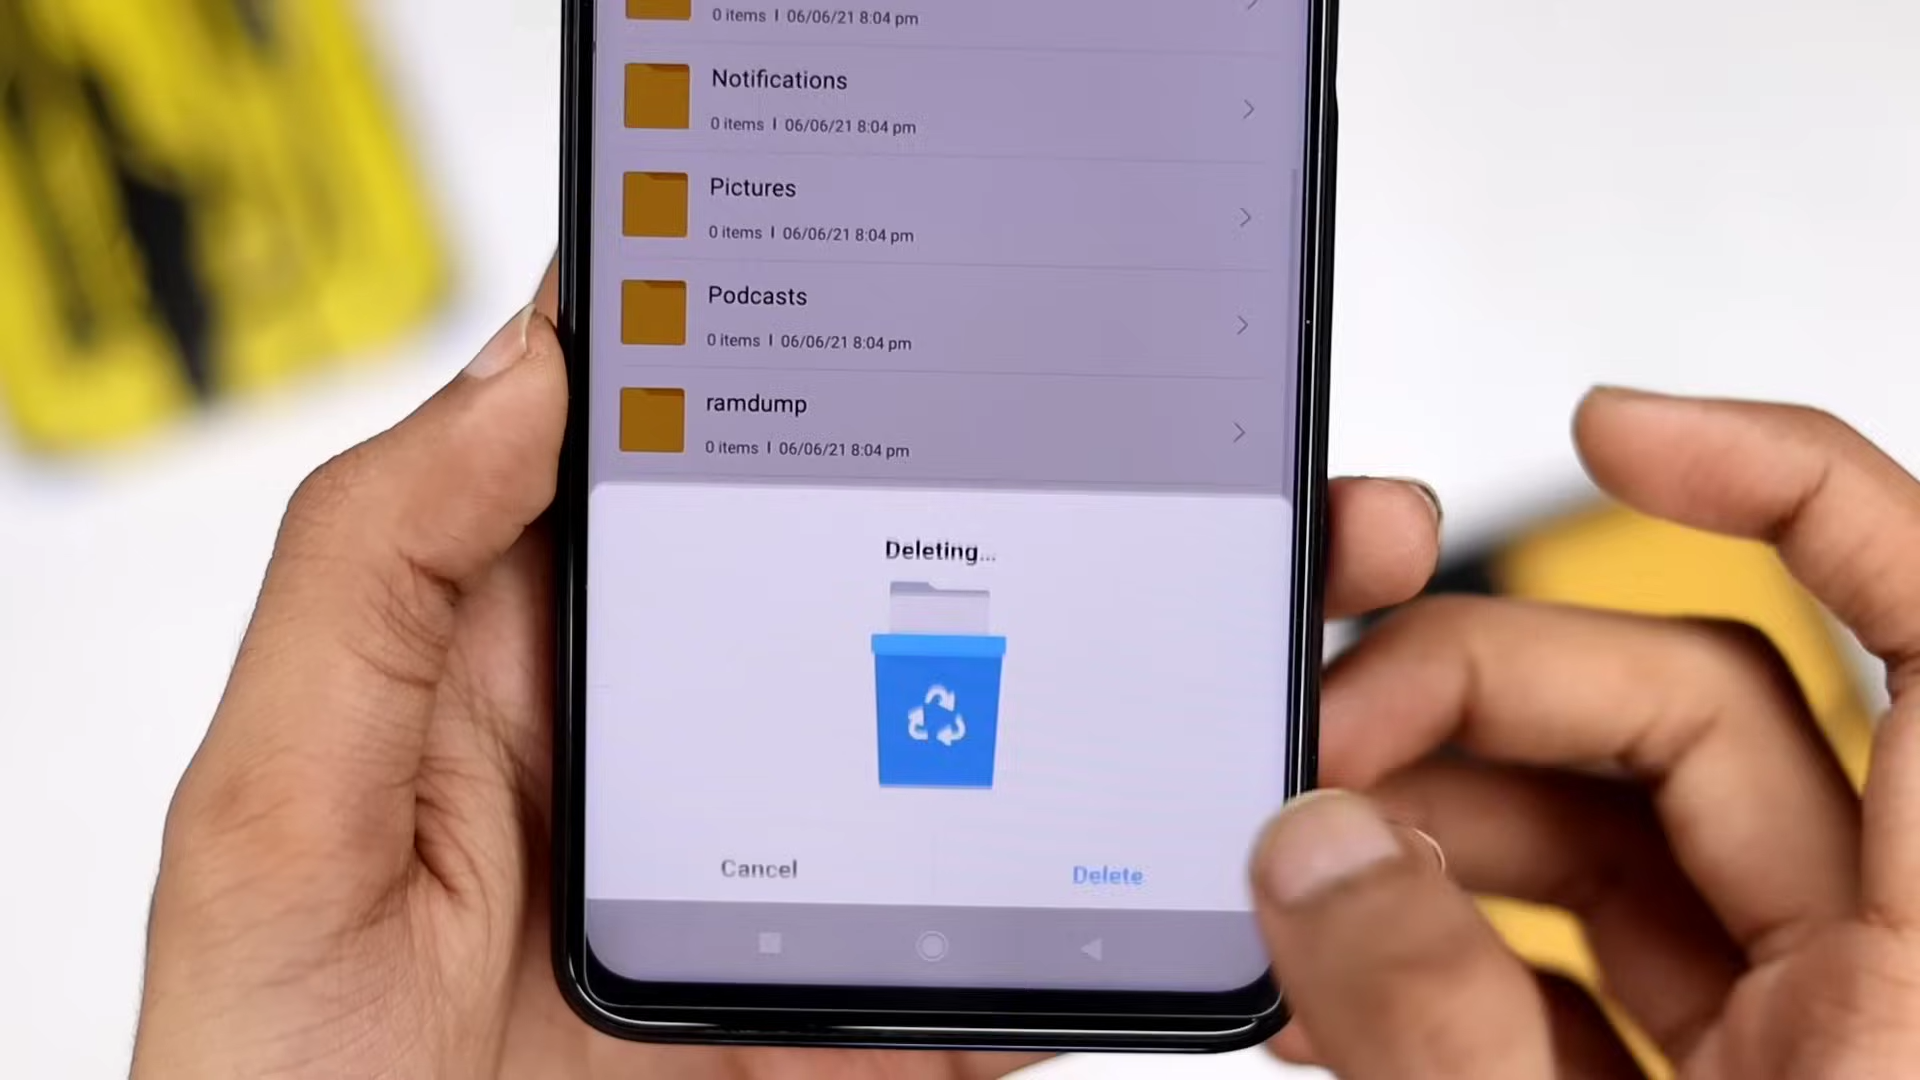 0 items | 06/06/21 8:04 pm
Notifications
0 items | 06/06/21 8:04 pm
Pictures
0 items | 06/06/21 8:04 pm
Podcasts
0 items | 06/06/21 8:04 pm
ramdump
0 items | 06/06/21 8:04 pm
Deleting...
Cancel
Delete